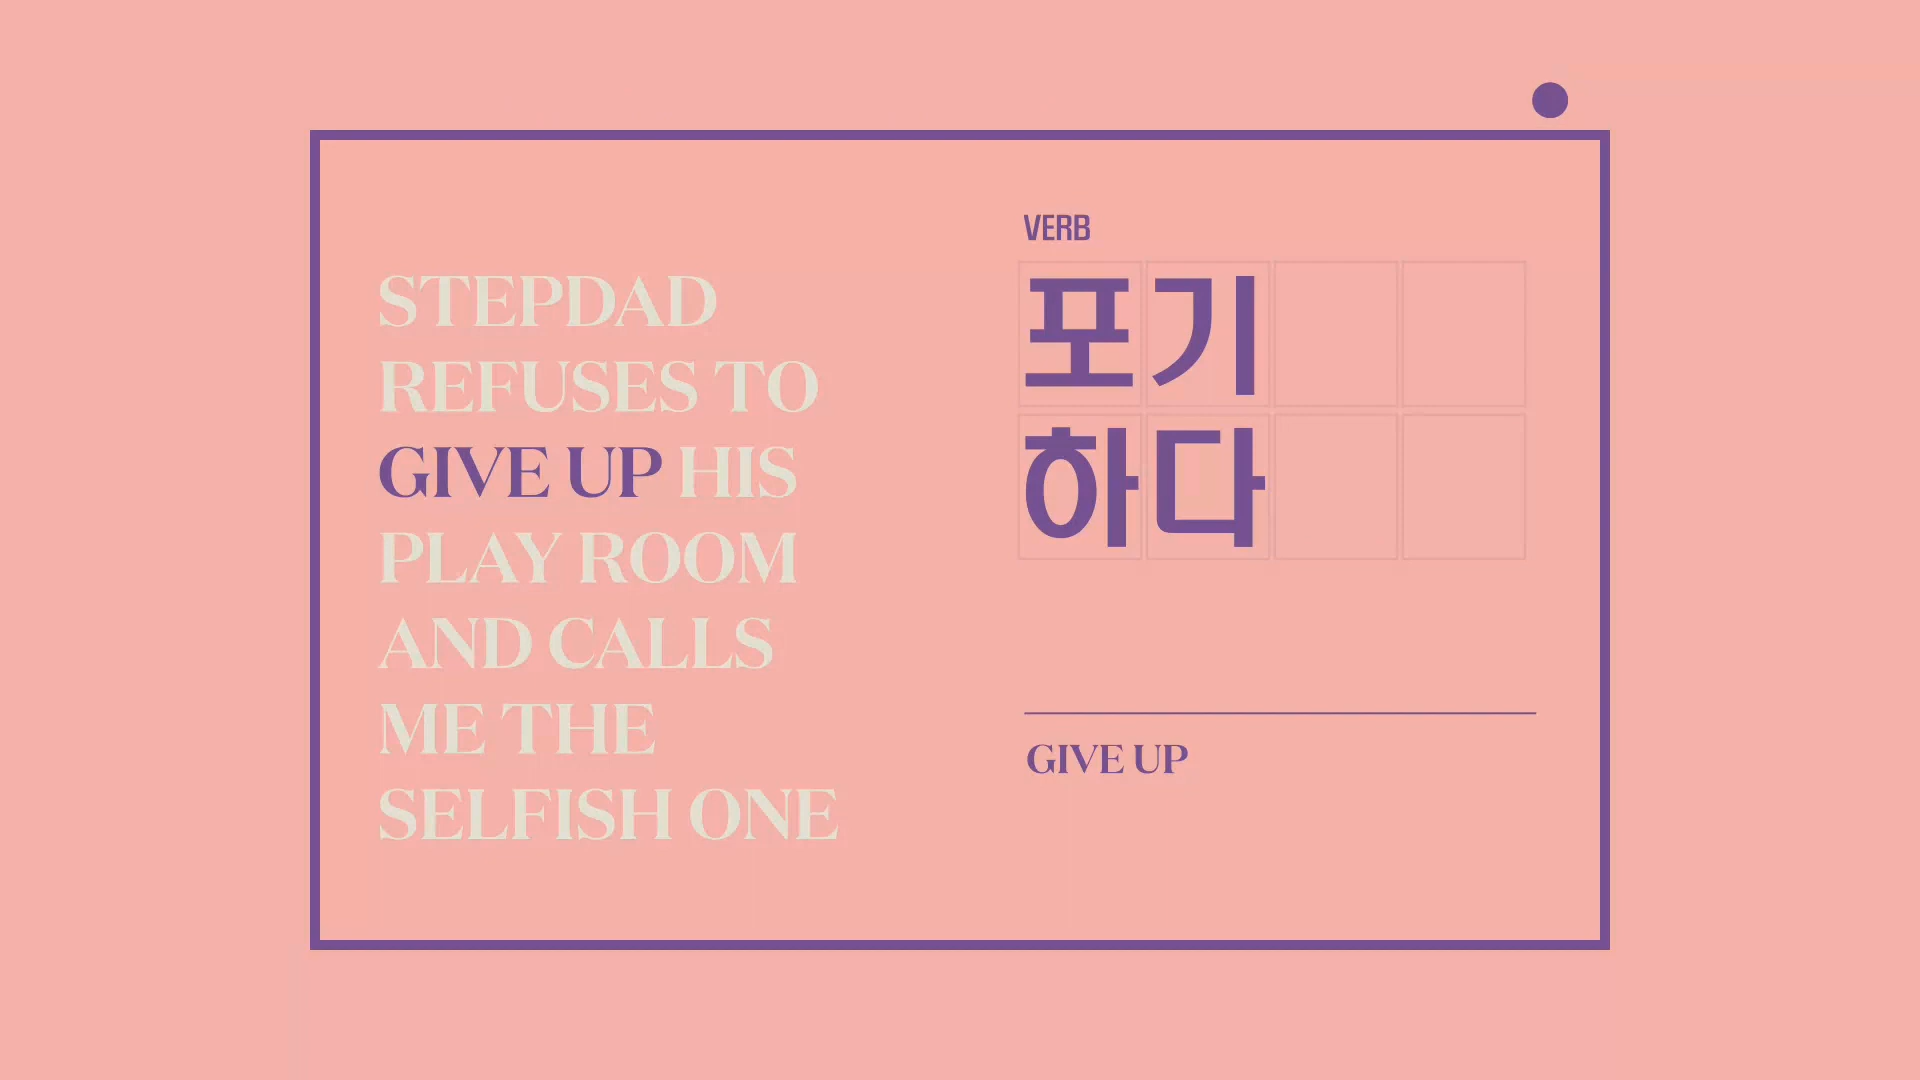 STEPDAD
REFUSES TO
GIVE UP HIS
PLAY ROOM
AND CALLS
ME THE
SELFISH ONE
VERB
포기
하다
GIVE UP